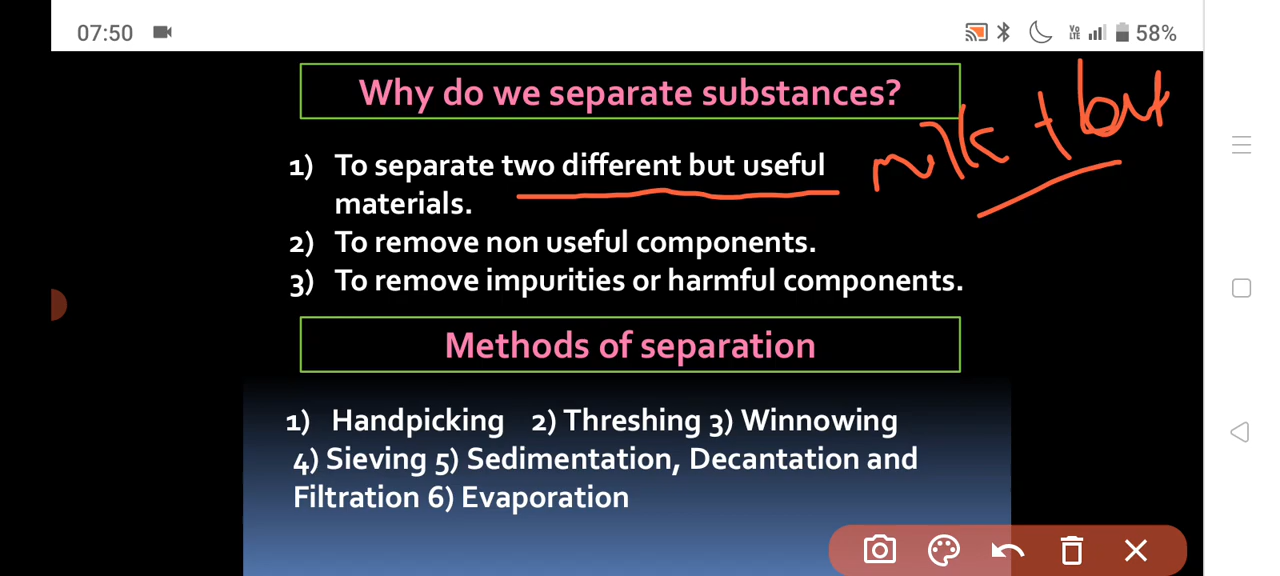 07:50 58%
Why do we separate substances?
milk + but
1) To separate two different but useful
materials.
2) To remove non useful components.
3) To remove impurities or harmful components.
Methods of separation
1) Handpicking 2) Threshing 3) Winnowing
4) Sieving 5) Sedimentation, Decantation and
Filtration 6) Evaporation